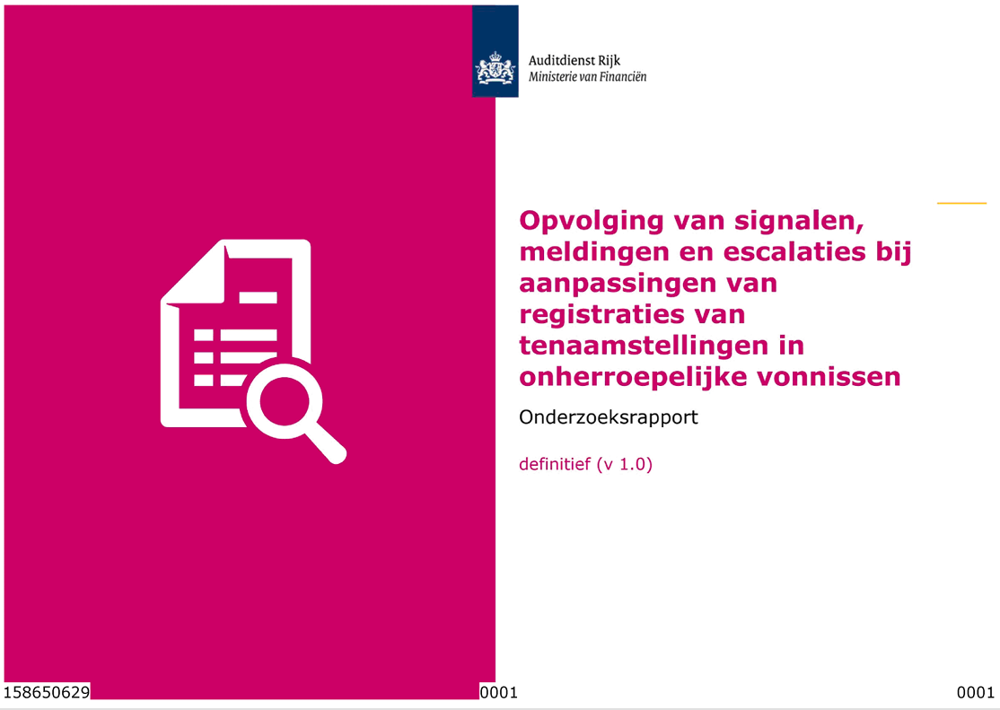 Auditdienst Rijk
Ministerie van Financiën
Opvolging van signalen,
meldingen en escalaties bij
aanpassingen van
registraties van
tenaamstellingen in
onherroepelijke vonnissen
Onderzoeksrapport
definitief (v 1.0)
158650629 0001 0001